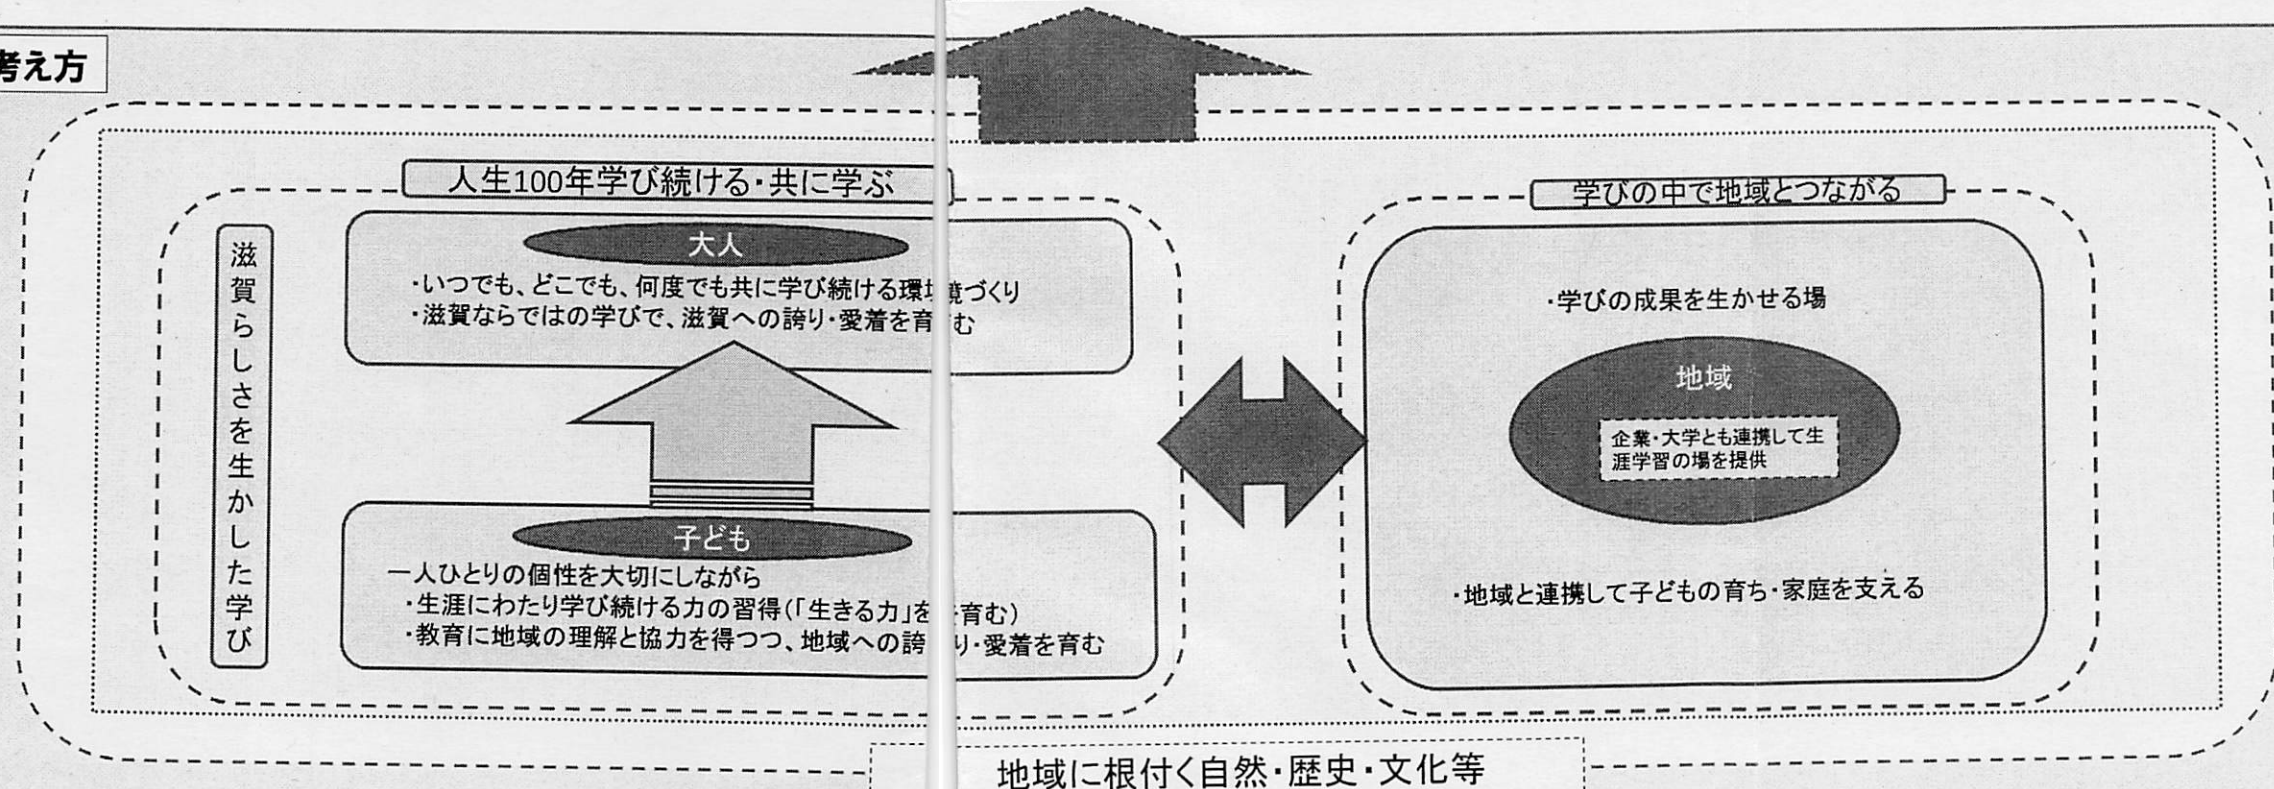 考え方
人生100年学び続ける・共に学ぶ
滋賀らしさを生かした学び
大人
・いつでも、どこでも、何度でも共に学び続ける環境づくり
・滋賀ならではの学びで、滋賀への誇り・愛着を育む
子ども
一人ひとりの個性を大切にしながら
・生涯にわたり学び続ける力の習得(「生きる力」を育む)
・教育に地域の理解と協力を得つつ、地域への誇り・愛着を育む
学びの中で地域とつながる
・学びの成果を生かせる場
地域
企業・大学とも連携して生
涯学習の場を提供
・地域と連携して子どもの育ち・家庭を支える
地域に根付く自然・歴史・文化等